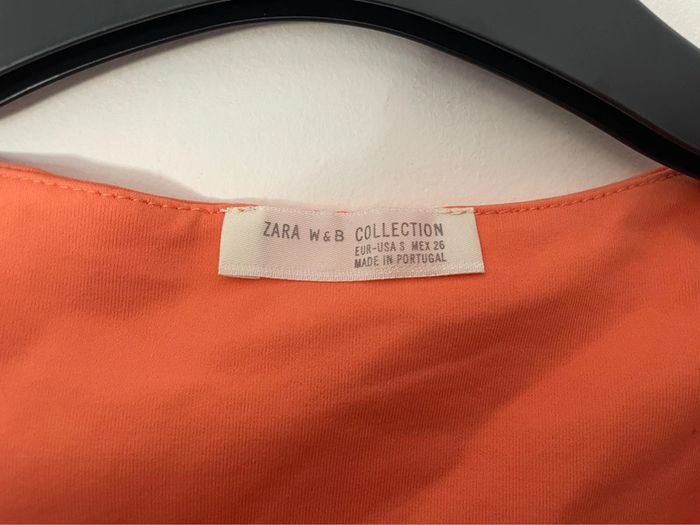 ZARA W&B COLLECTION
EUR-USA S MEX 26
MADE IN PORTUGAL